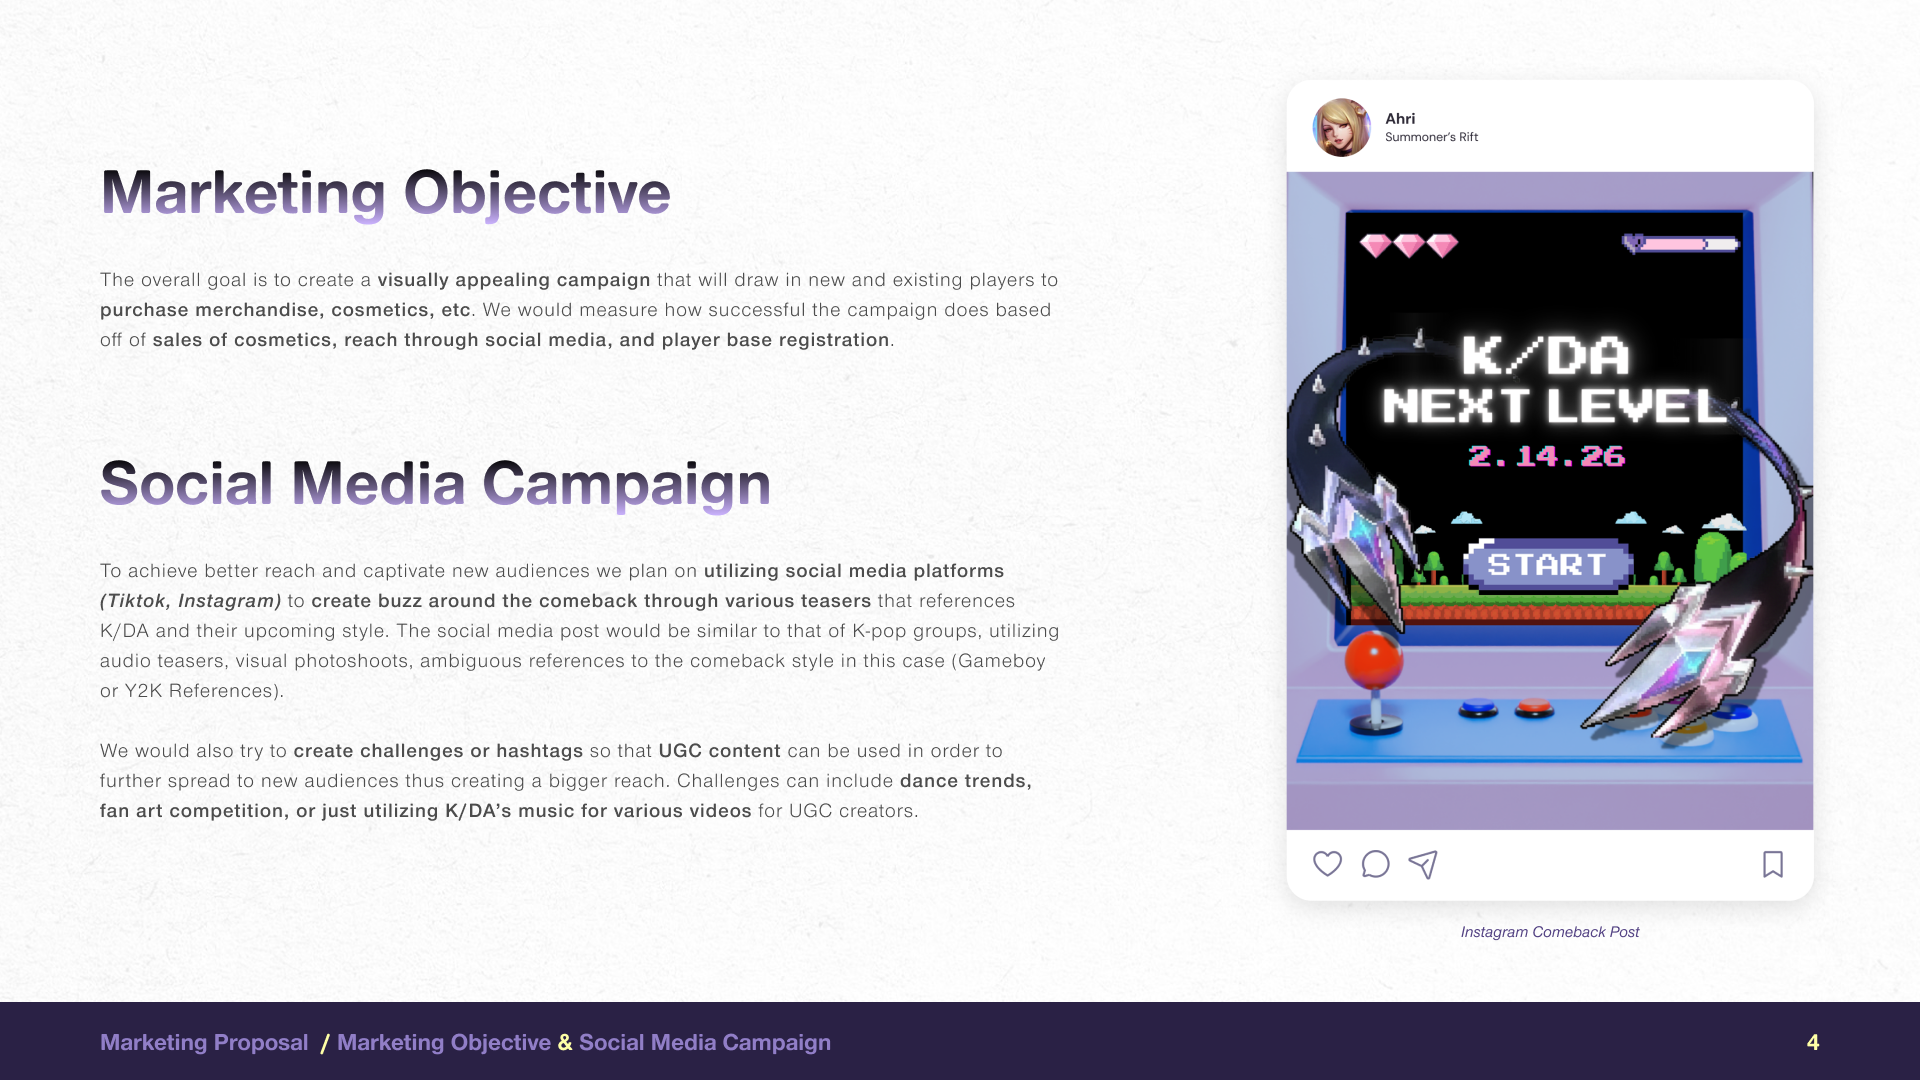 Marketing Objective
The overall goal is to create a visually appealing campaign that will draw in new and existing players to
purchase merchandise, cosmetics, etc. We would measure how successful the campaign does based
off of sales of cosmetics, reach through social media, and player base registration.
Social Media Campaign
To achieve better reach and captivate new audiences we plan on utilizing social media platforms
(Tiktok, Instagram) to create buzz around the comeback through various teasers that references
K/DA and their upcoming style. The social media post would be similar to that of K-pop groups, utilizing
audio teasers, visual photoshoots, ambiguous references to the comeback style in this case (Gameboy
or Y2K References).
We would also try to create challenges or hashtags so that UGC content can be used in order to
further spread to new audiences thus creating a bigger reach. Challenges can include dance trends,
fan art competition, or just utilizing K/DA’s music for various videos for UGC creators.
Ahri
Summoner’s Rift
K/DA
NEXT LEVEL
2.14.26
START
Instagram Comeback Post
Marketing Proposal / Marketing Objective & Social Media Campaign
4